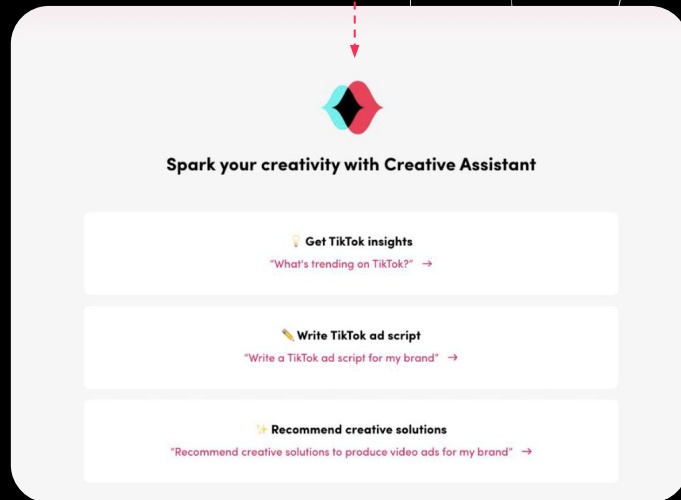 Spark your creativity with Creative Assistant
Get TikTok insights
"What's trending on TikTok?" →
Write TikTok ad script
"Write a TikTok ad script for my brand" →
Recommend creative solutions
"Recommend creative solutions to produce video ads for my brand" →